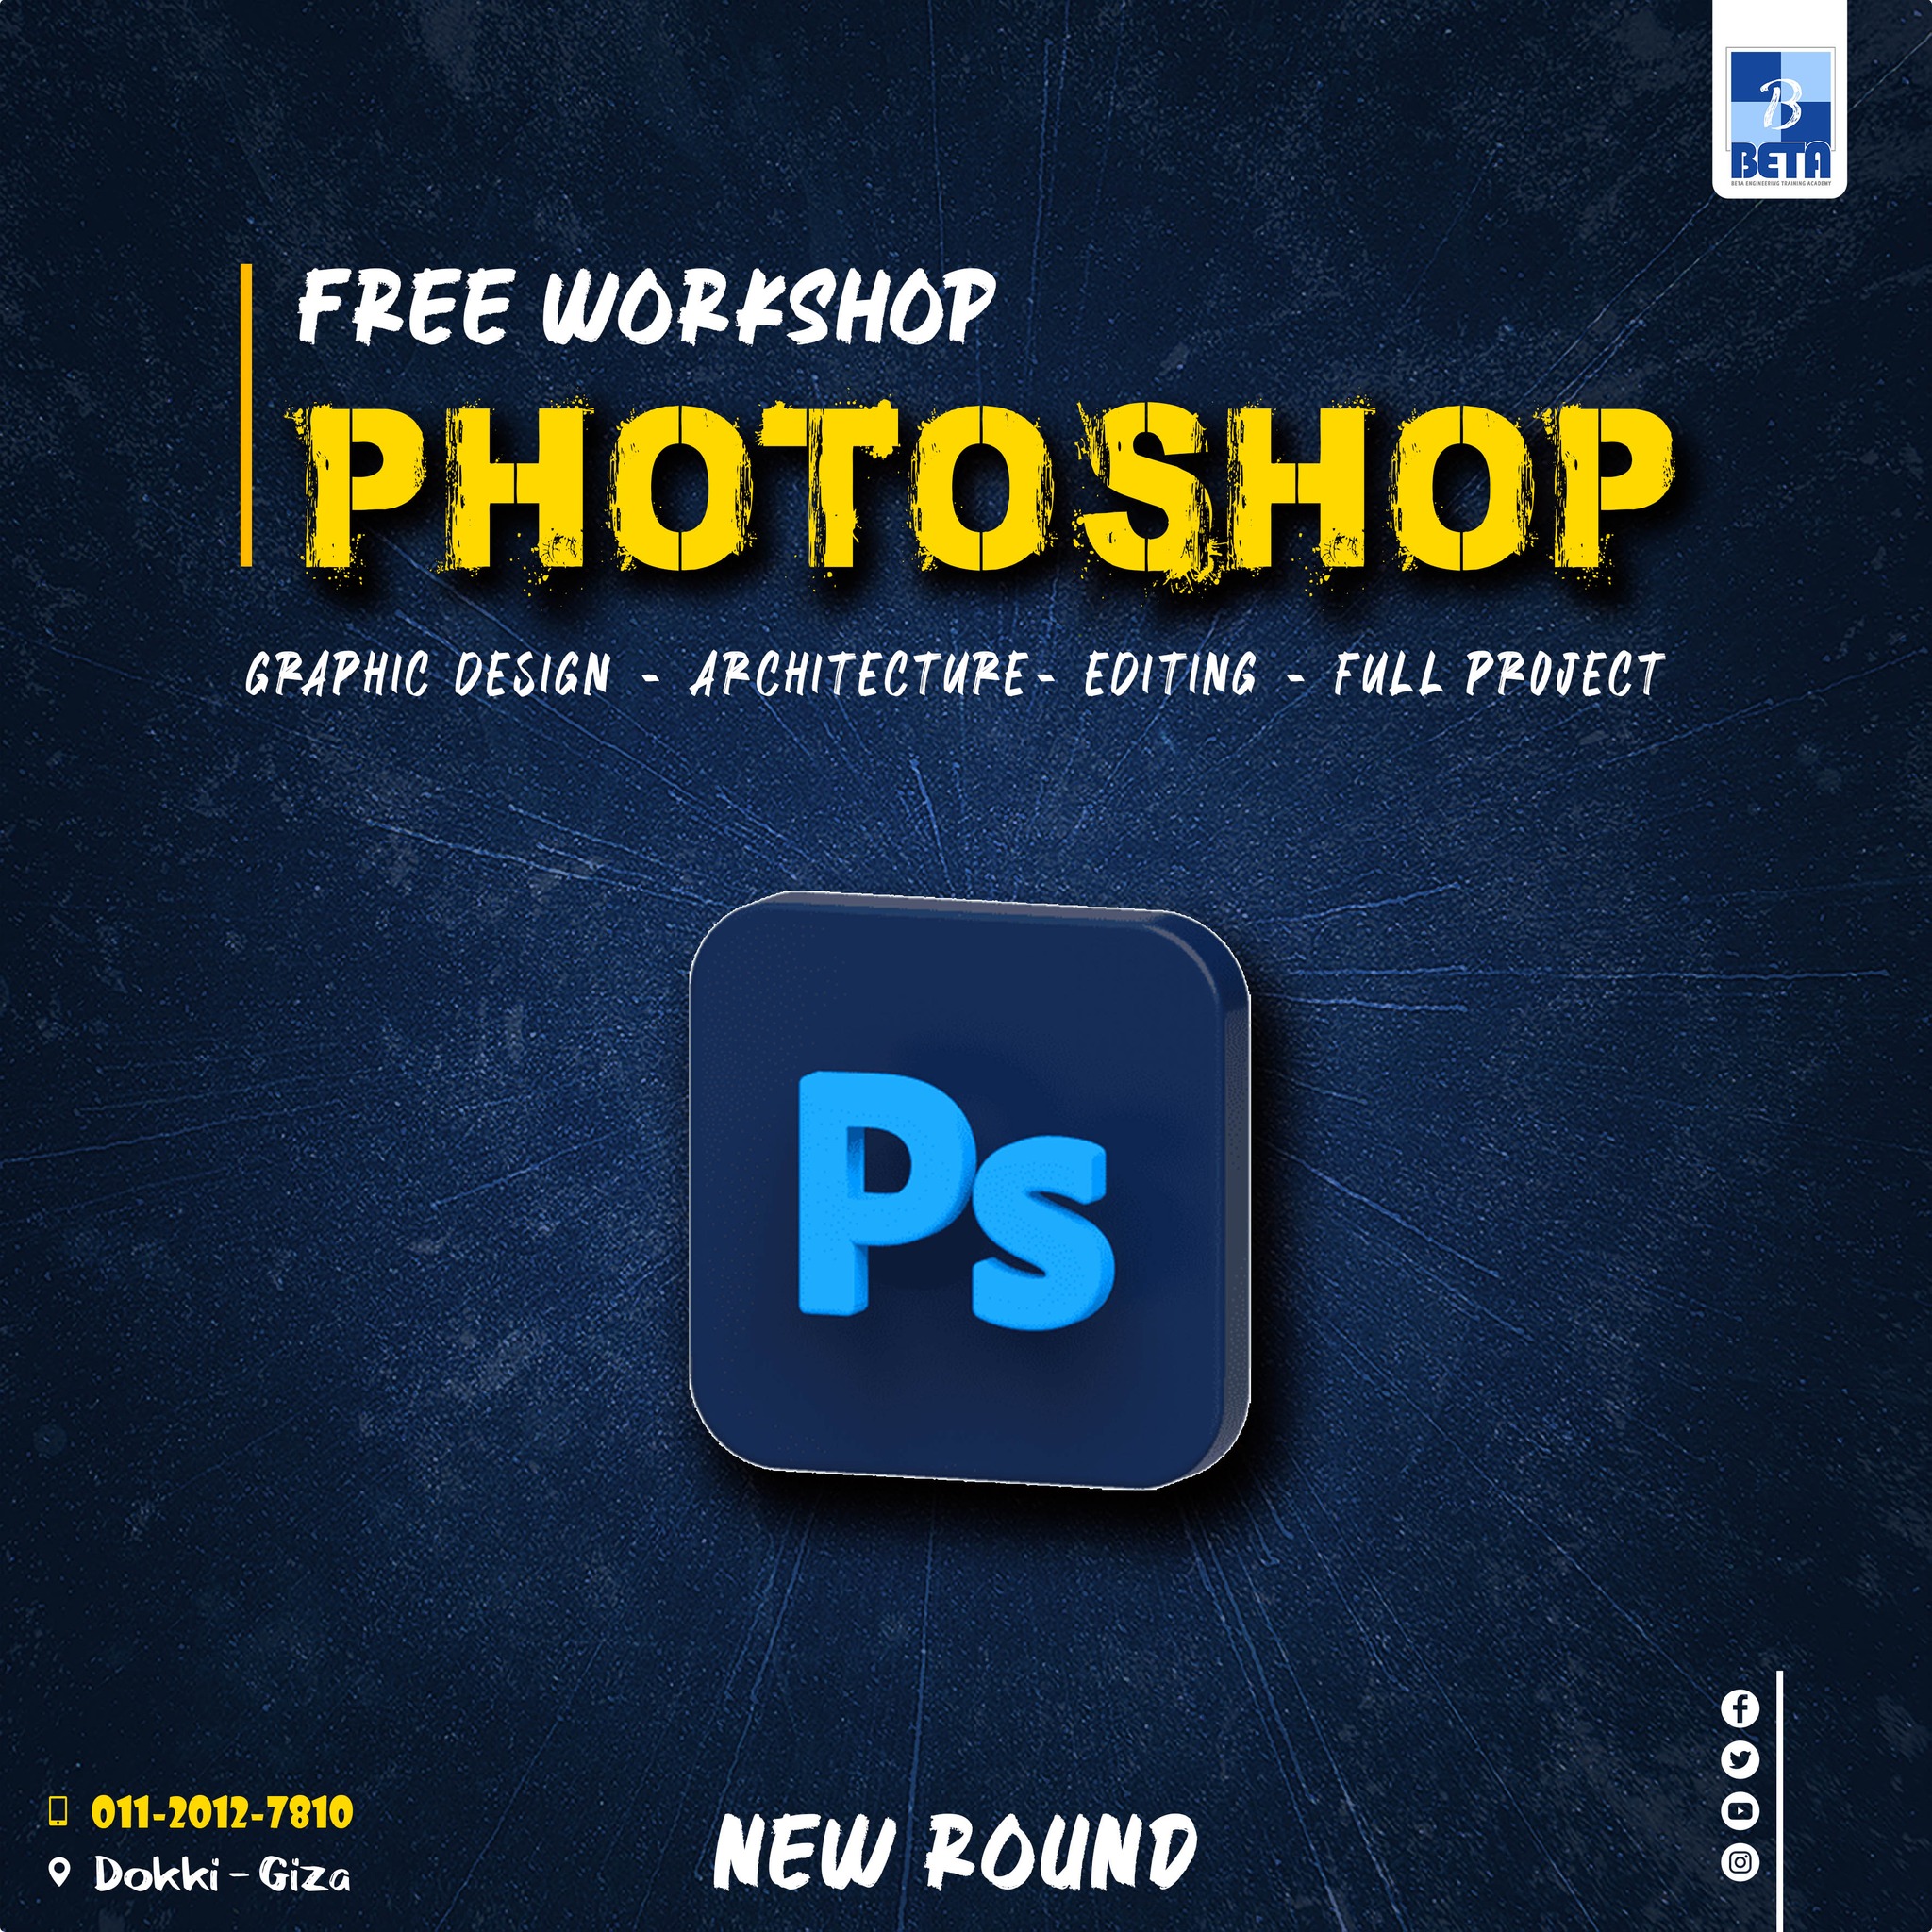 B
BETA
BETA ENGINEERING TRAINING ACADEMY
FREE WORKSHOP
PHOTOSHOP
GRAPHIC DESIGN - ARCHITECTURE- EDITING - FULL PROJECT
Ps
011-2012-7810
Dokki - Giza
NEW ROUND